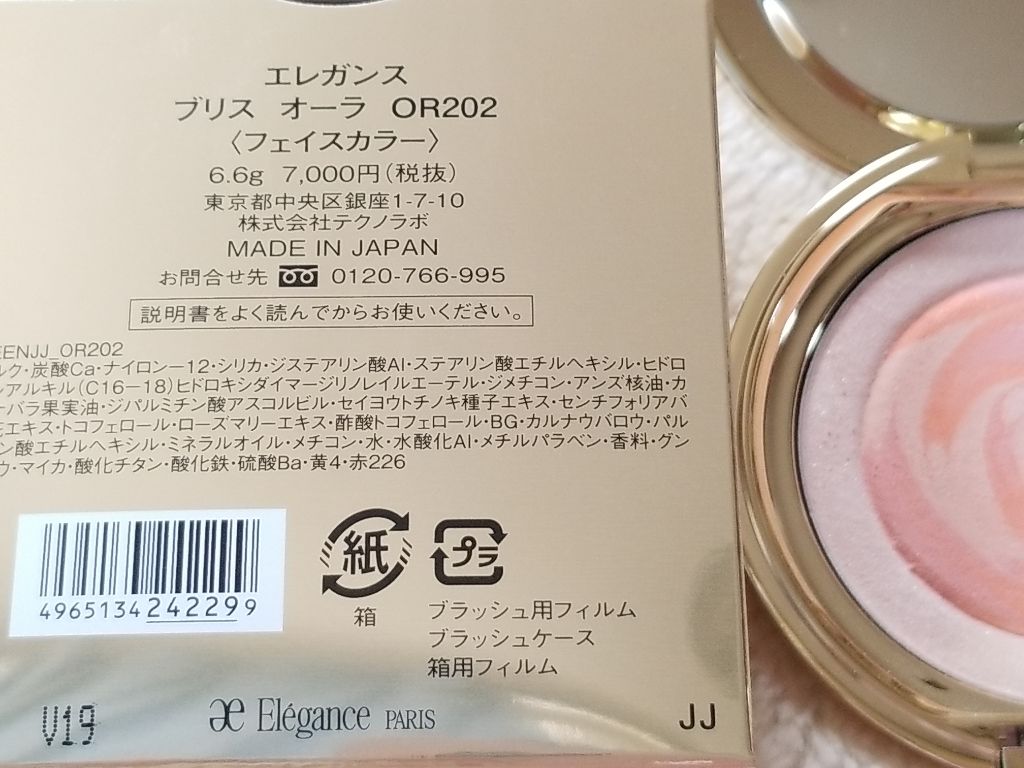 エレガンス
ブリス オーラ OR202
〈フェイスカラー〉
6.6g 7,000円(税抜)
東京都中央区銀座1-7-10
株式会社テクノラボ
MADE IN JAPAN
お問合せ先 0120-766-995
説明書をよく読んでからお使いください。
EENJJ_OR202
ルク・炭酸Ca・ナイロン－12・シリカ・ジステアリン酸Al・ステアリン酸エチルヘキシル・ヒドロ
アルキル(C16－18)ヒドロキシダイマージリノレイルエーテル・ジメチコン・アンズ核油・カ
バラ果実油・ジパルミチン酸アスコルビル・セイヨウトチノキ種子エキス・センチフォリアバ
エキス・トコフェロール・ローズマリーエキス・酢酸トコフェロール・BG・カルナウバロウ・パル
ン酸エチルヘキシル・ミネラルオイル・メチコン・水・水酸化Al・メチルパラベン・香料・グン
ウ・マイカ・酸化チタン・酸化鉄・硫酸Ba・黄4・赤226
4965134242299
紙
プラ
箱
ブラッシュ用フィルム
ブラッシュケース
箱用フィルム
V19
æ Elégance PARIS
JJ